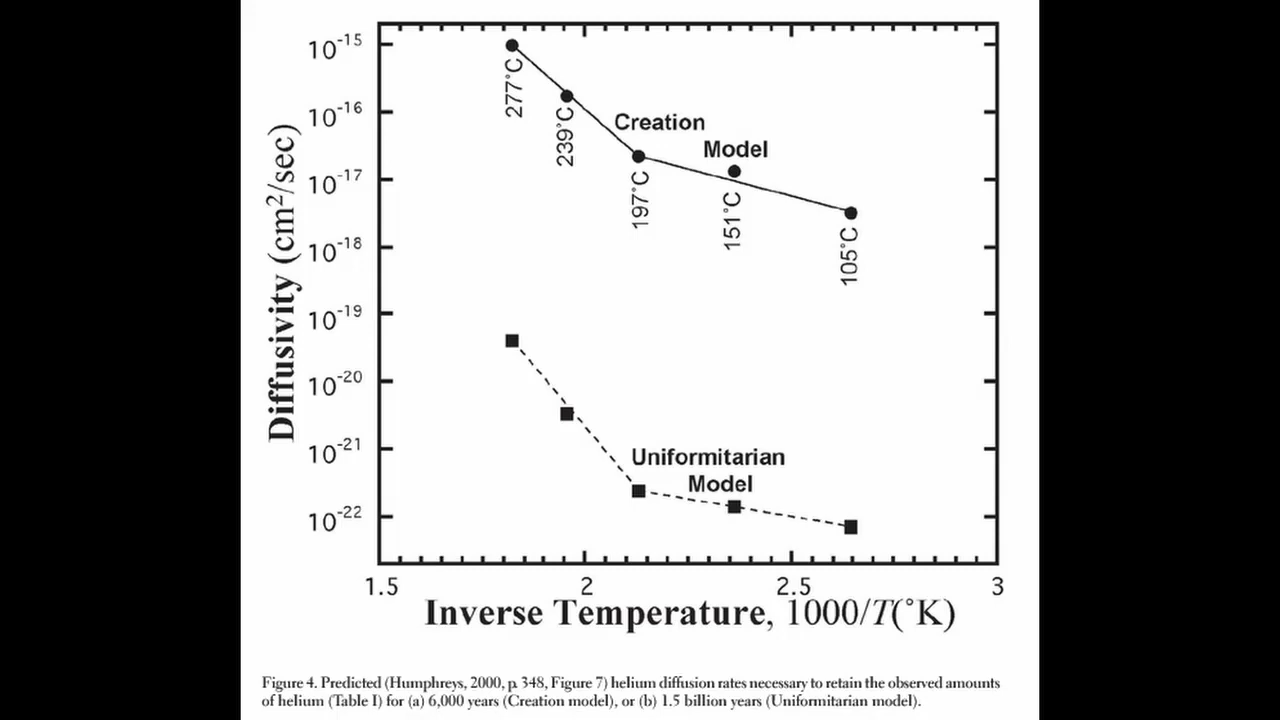 10-15
10-16
10-17
10-18
10-19
10-20
10-21
10-22
Diffusivity (cm2/sec)
277˚C
239˚C
197˚C
151˚C
105˚C
Creation
Model
Uniformitarian
Model
1.5
2
2.5
3
Inverse Temperature, 1000/T(˚K)
Figure 4. Predicted (Humphreys, 2000, p. 348, Figure 7) helium diffusion rates necessary to retain the observed amounts
of helium (Table I) for (a) 6,000 years (Creation model), or (b) 1.5 billion years (Uniformitarian model).